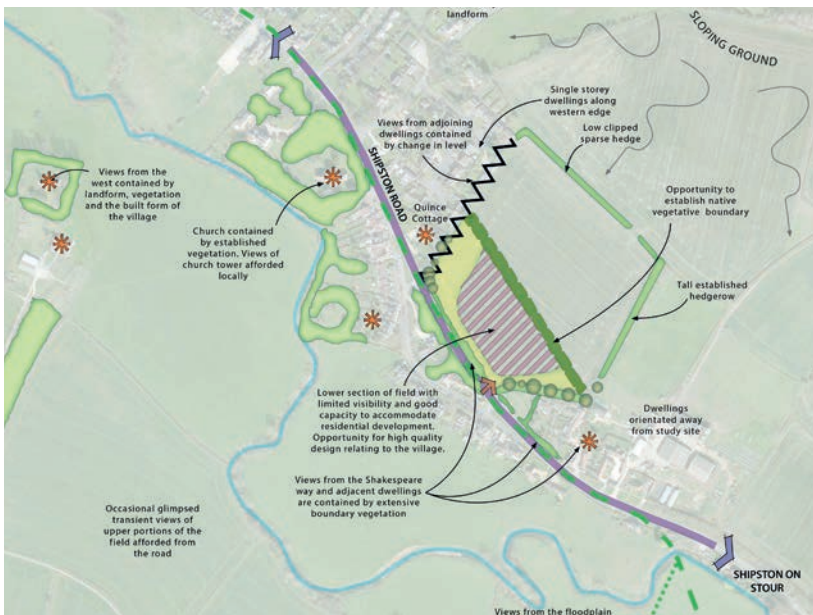 landform
SLOPING GROUND
Single storey
dwellings along
western edge
Views from adjoining
dwellings contained
by change in level
Low clipped
sparse hedge
Views from the
west contained by
landform, vegetation
and the built form of
the village
SHIPSTON ROAD
Opportunity to
establish native
vegetative boundary
Quince
Cottage
Church contained
by established
vegetation. Views of
church tower afforded
locally
Tall established
hedgerow
Lower section of field with
limited visibility and good
capacity to accommodate
residential development.
Opportunity for high quality
design relating to the village.
Dwellings
orientated away
from study site
Views from the Shakespeare
way and adjacent dwellings
are contained by extensive
boundary vegetation
Occasional glimpsed
transient views of
upper portions of the
field afforded from
the road
SHIPSTON ON
STOUR
Views from the floodplain